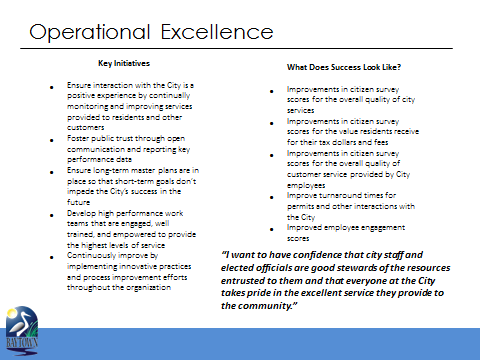 Operational Excellence
Key Initiatives
Ensure interaction with the City is a
positive experience by continually
monitoring and improving services
provided to residents and other
customers
Foster public trust through open
communication and reporting key
performance data
Ensure long-term master plans are in
place so that short-term goals don't
impede the City's success in the
future
Develop high performance work
teams that are engaged, well
trained, and empowered to provide
the highest levels of service
Continuously improve by
implementing innovative practices
and process improvement efforts
throughout the organization
What Does Success Look Like?
Improvements in citizen survey
scores for the overall quality of city
services
Improvements in citizen survey
scores for the value residents receive
for their tax dollars and fees
Improvements in citizen survey
scores for the overall quality of
customer service provided by City
employees
Improve turnaround times for
permits and other interactions with
the City
Improved employee engagement
scores
"I want to have confidence that city staff and
elected officials are good stewards of the resources
entrusted to them and that everyone at the City
takes pride in the excellent service they provide to
the community."
BAYTOWN